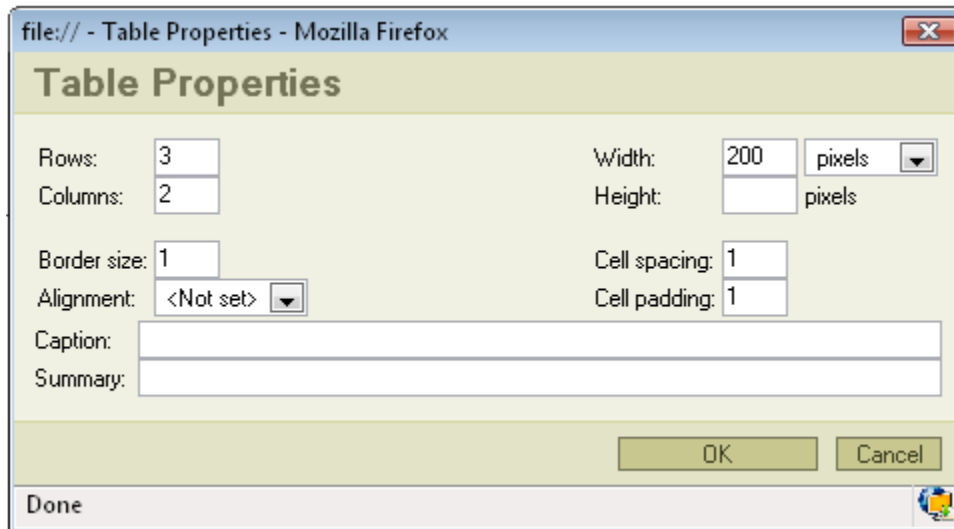 file:// - Table Properties - Mozilla Firefox
Table Properties
Rows: 3 Width: 200 pixels
Columns: 2 Height: pixels
Border size: 1 Cell spacing: 1
Alignment: <Not set> Cell padding: 1
Caption:
Summary:
OK Cancel
Done